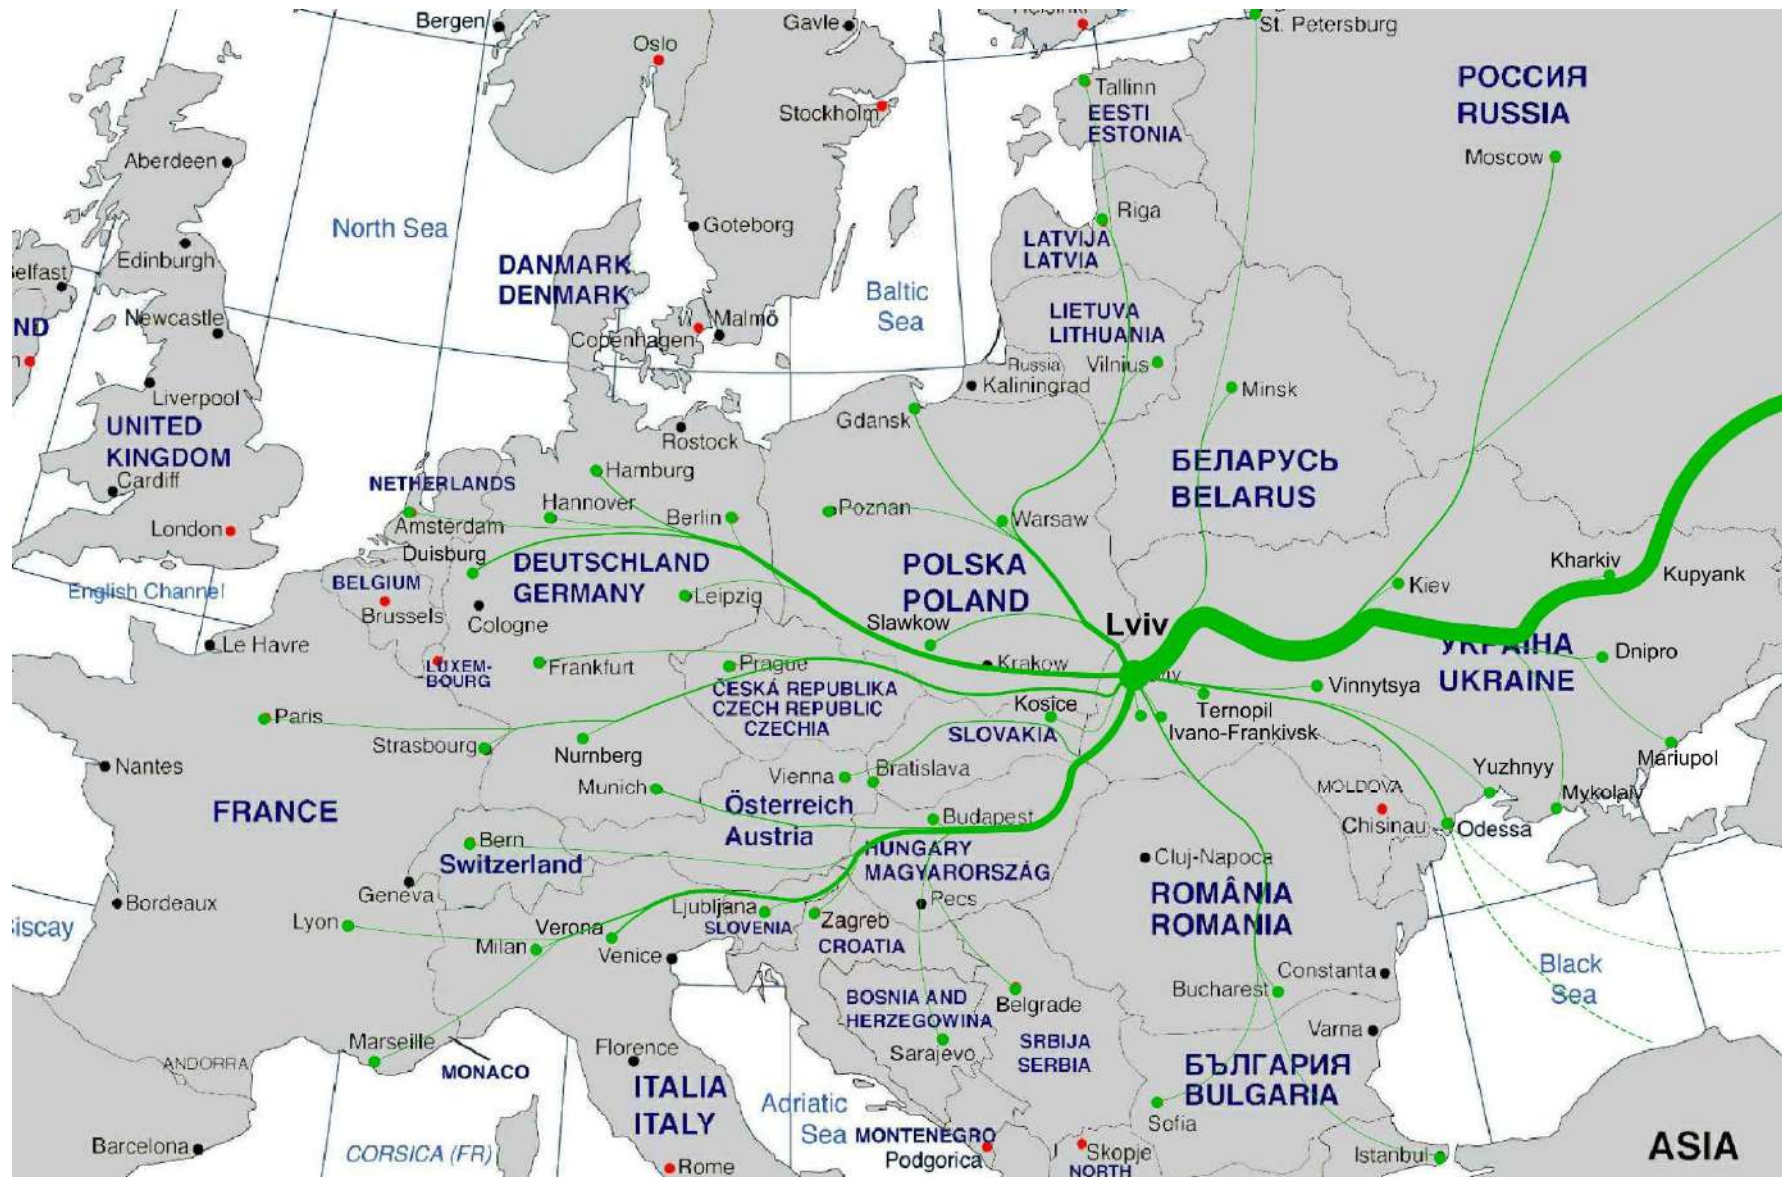 Bergen
Oslo
Gavle
St. Petersburg
Tallinn
EESTI
ESTONIA
РОССИЯ
RUSSIA
Moscow
Stockholm
Aberdeen
North Sea
Goteborg
Riga
LATVIJA
LATVIA
Edinburgh
DANMARK
DENMARK
Baltic
Sea
LIETUVA
LITHUANIA
Newcastle
Copenhagen
Malmö
Russia
Vilnius
Kaliningrad
Minsk
Liverpool
UNITED
KINGDOM
Cardiff
London
Gdansk
Rostock
Hamburg
NETHERLANDS
Hannover
Amsterdam
Berlin
Poznan
Warsaw
БЕЛАРУСЬ
BELARUS
Duisburg
DEUTSCHLAND
GERMANY
POLSKA
POLAND
Kharkiv
Kupyank
Kiev
English Channel
BELGIUM
Brussels
Cologne
Leipzig
Slawkow
Lviv
Le Havre
LUXEM-
BOURG
Frankfurt
Prague
Krakow
УКРАЇНА
UKRAINE
Dnipro
ČESKÁ REPUBLIKA
CZECH REPUBLIC
CZECHIA
Kosice
SLOVAKIA
Ternopil
Ivano-Frankivsk
Vinnytsya
Paris
Strasbourg
Nurnberg
Nantes
Munich
Vienna
Bratislava
Österreich
Austria
Budapest
MOLDOVA
Chisinau
Yuzhnyy
Mariupol
Mykolaiv
Odessa
FRANCE
Bern
Switzerland
Geneva
HUNGARY
MAGYARORSZÁG
Cluj-Napoca
ROMÂNIA
ROMANIA
Bordeaux
Lyon
Verona
Milan
Venice
Ljubljana
SLOVENIA
Zagreb
CROATIA
Pecs
Constanta
Bucharest
Black
Sea
BOSNIA AND
HERZEGOWINA
Sarajevo
Belgrade
SRBIJA
SERBIA
Varna
БЪЛГАРИЯ
BULGARIA
Sofia
Marseille
MONACO
ANDORRA
Florence
ITALIA
ITALY
Adriatic
Sea
MONTENEGRO
Podgorica
Skopje
NORTH
Istanbul
ASIA
Barcelona
CORSICA (FR)
Rome